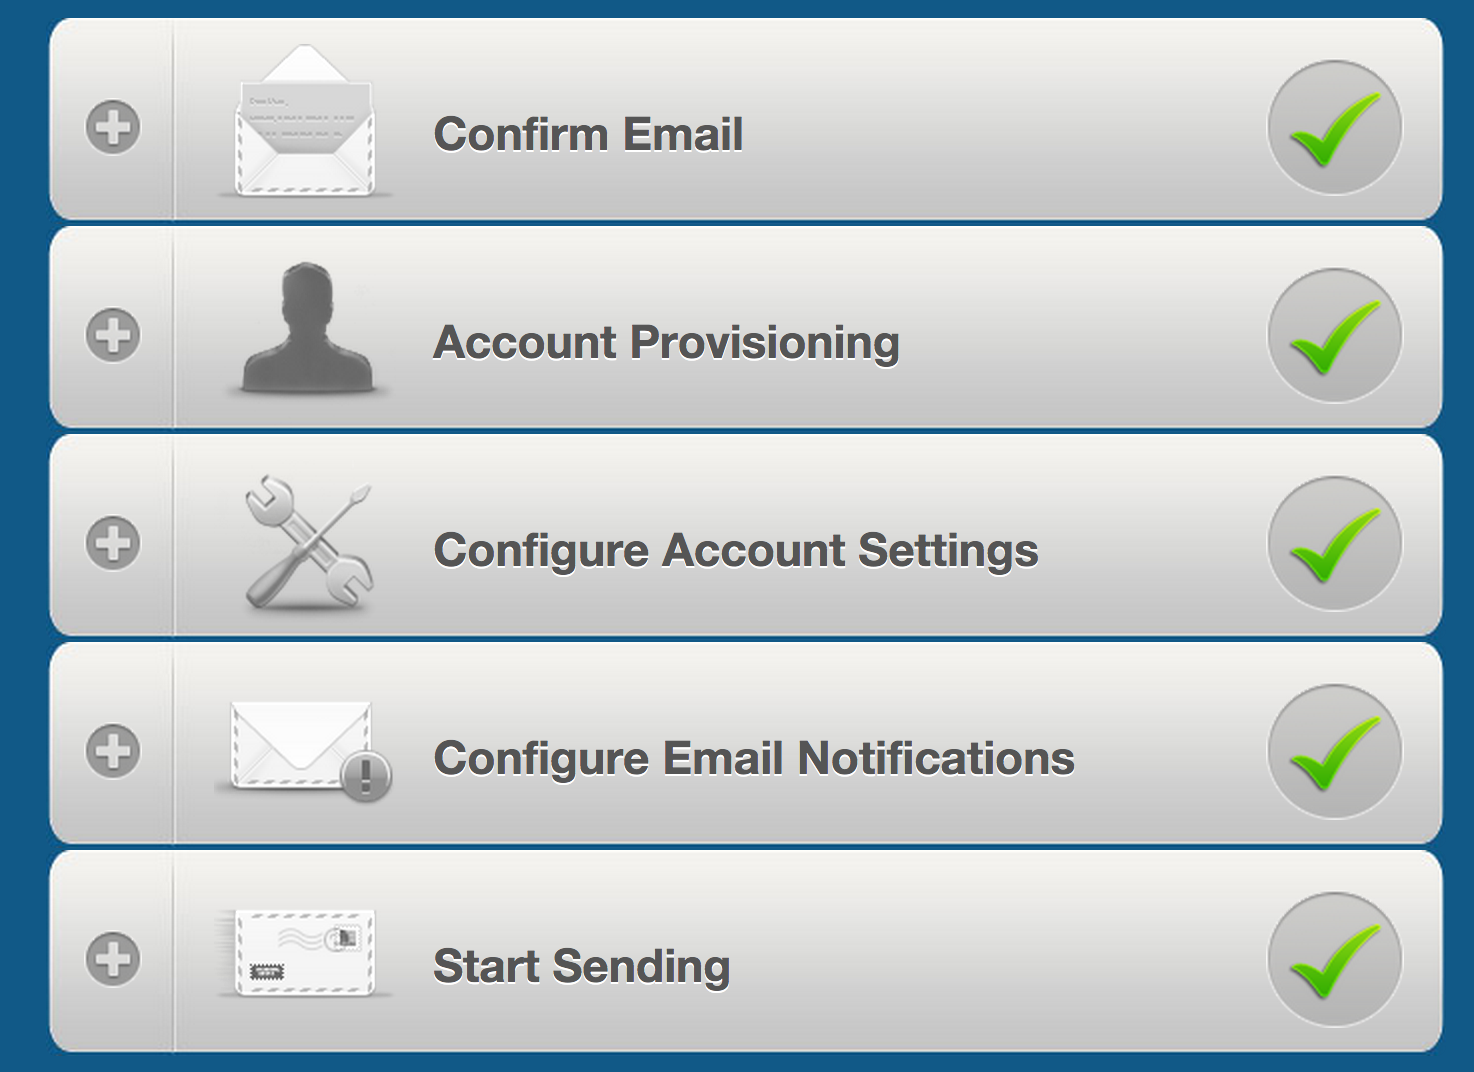 Confirm Email
Account Provisioning
Configure Account Settings
Configure Email Notifications
Start Sending